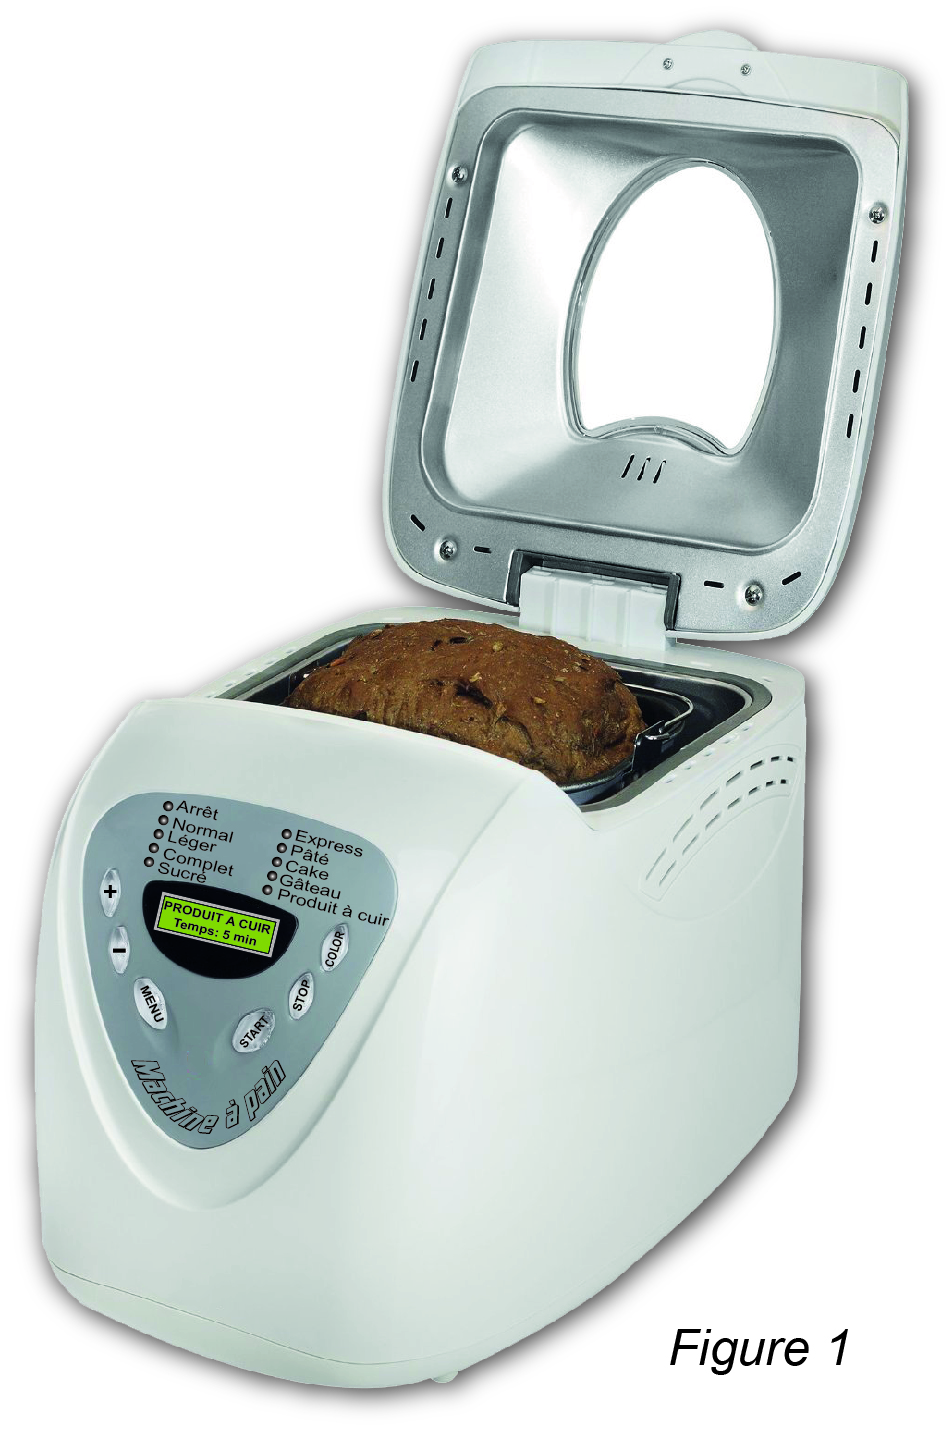 Arrêt
Normal
Léger
Complet
Sucré
Express
Pâté
Cake
Gâteau
Produit à cuir
+
PRODUIT A CUIR
Temps: 5 min
−
COLOR
MENU
STOP
START
Machine à pain
Figure 1